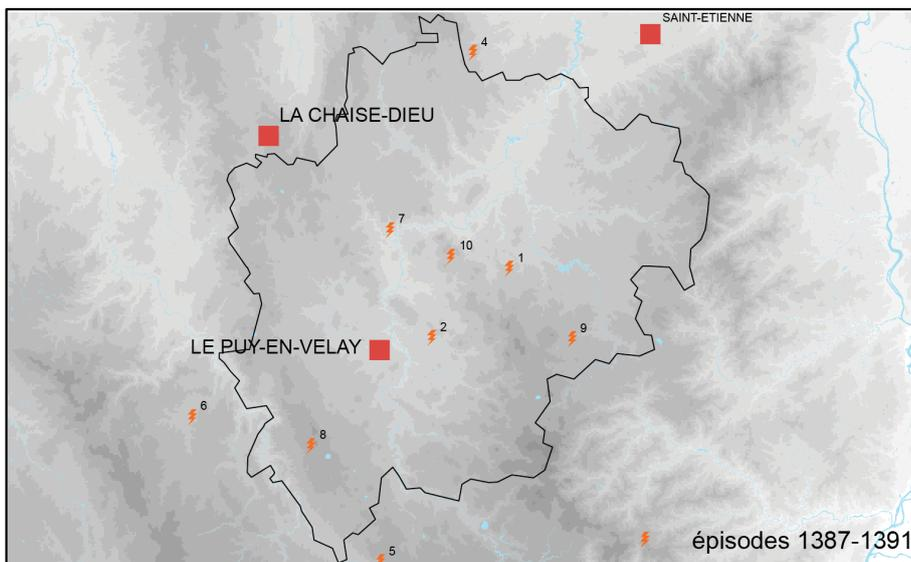 SAINT-ETIENNE
4
LA CHAISE-DIEU
7
10
1
2
9
LE PUY-EN-VELAY
6
8
5
épisodes 1387-1391